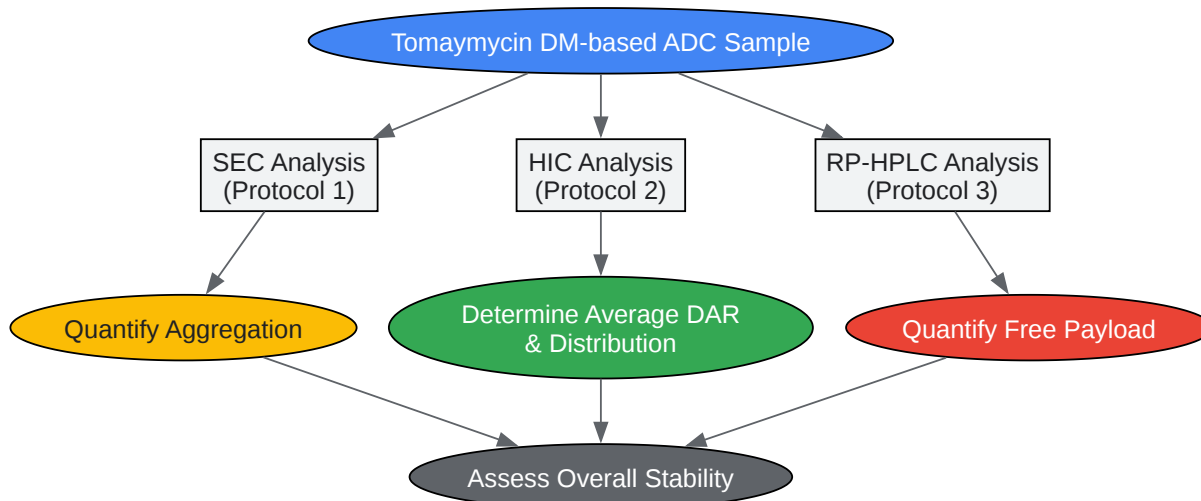 Tomaymycin DM-based ADC Sample
SEC Analysis
(Protocol 1)
HIC Analysis
(Protocol 2)
RP-HPLC Analysis
(Protocol 3)
Quantify Aggregation
Determine Average DAR
& Distribution
Quantify Free Payload
Assess Overall Stability